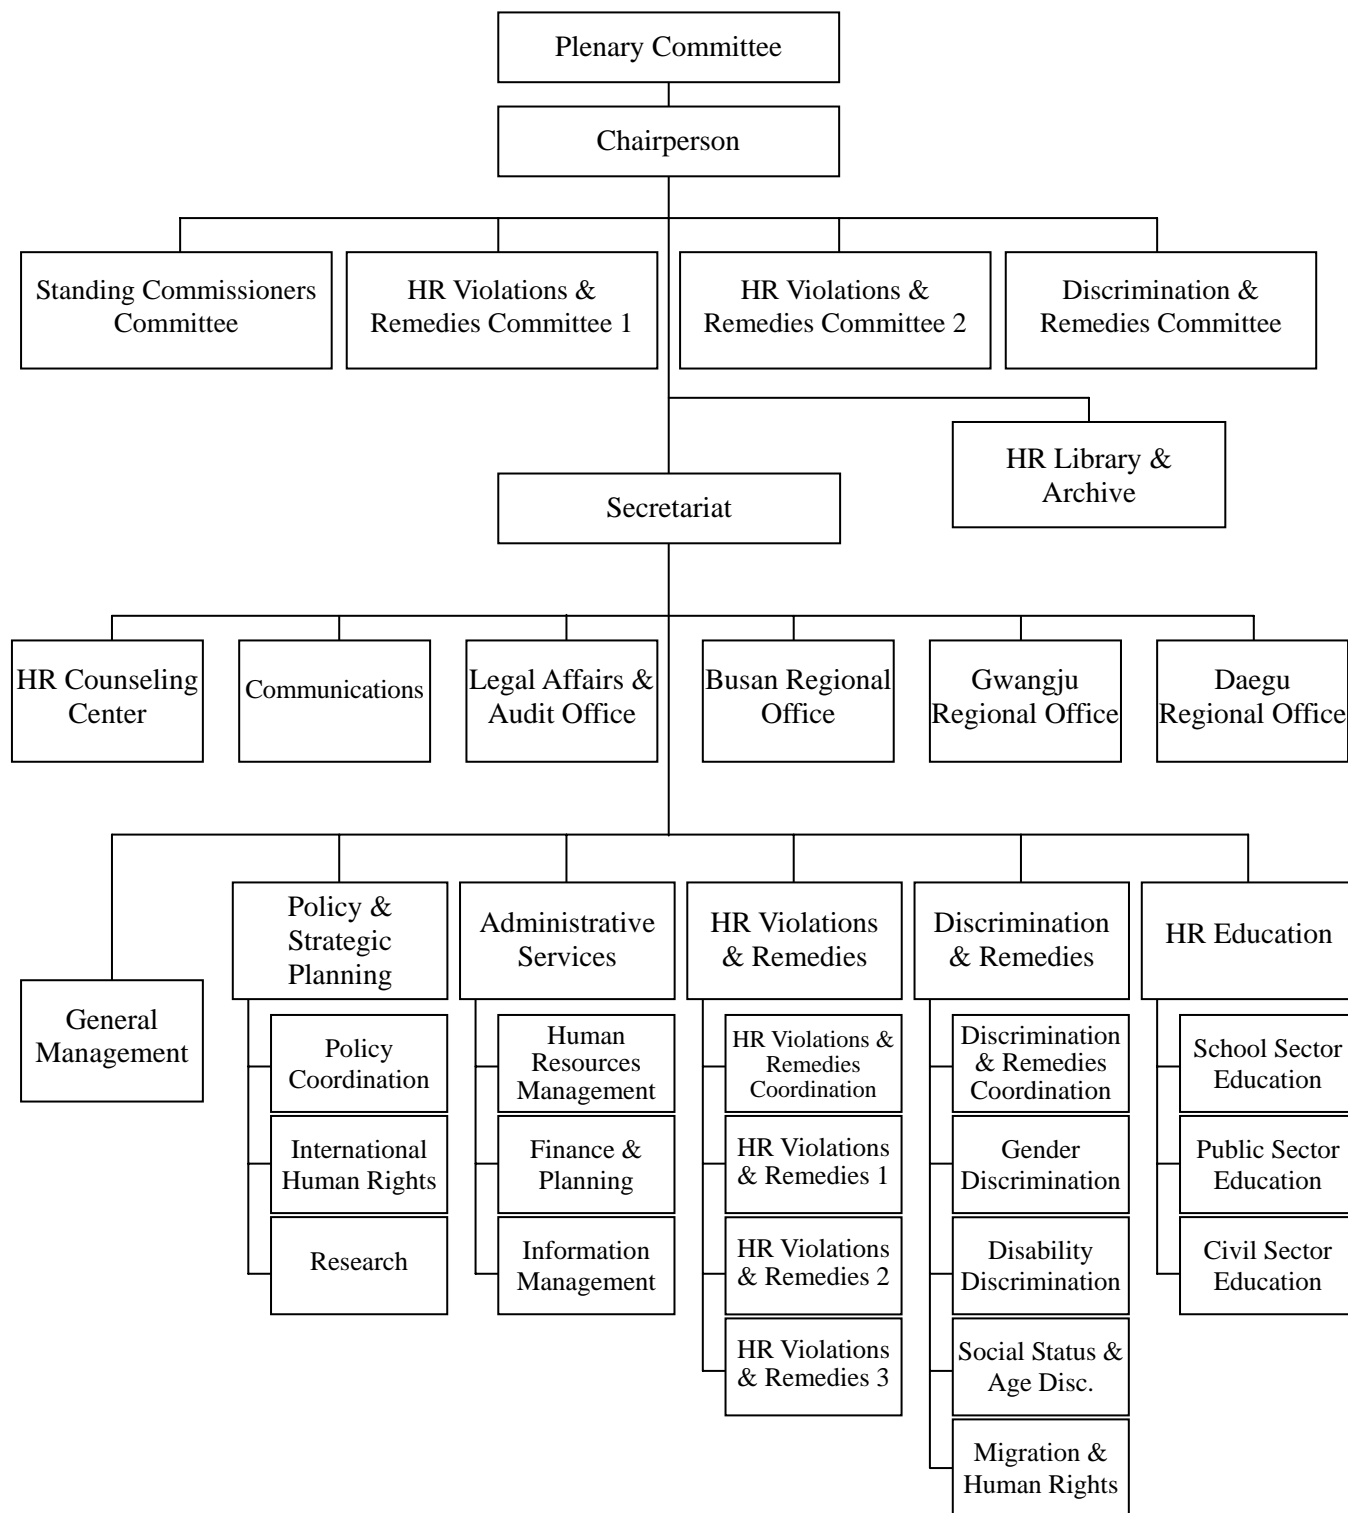 Plenary Committee
Chairperson
Standing Commissioners
Committee
HR Violations &
Remedies Committee 1
HR Violations &
Remedies Committee 2
Discrimination &
Remedies Committee
HR Library &
Archive
Secretariat
HR Counseling
Center
Communications
Legal Affairs &
Audit Office
Busan Regional
Office
Gwangju
Regional Office
Daegu
Regional Office
General
Management
Policy &
Strategic
Planning
Policy
Coordination
International
Human Rights
Research
Administrative
Services
Human
Resources
Management
Finance &
Planning
Information
Management
HR Violations
& Remedies
HR Violations &
Remedies
Coordination
HR Violations
& Remedies 1
HR Violations
& Remedies 2
HR Violations
& Remedies 3
Discrimination
& Remedies
Discrimination
& Remedies
Coordination
Gender
Discrimination
Disability
Discrimination
Social Status &
Age Disc.
Migration &
Human Rights
HR Education
School Sector
Education
Public Sector
Education
Civil Sector
Education